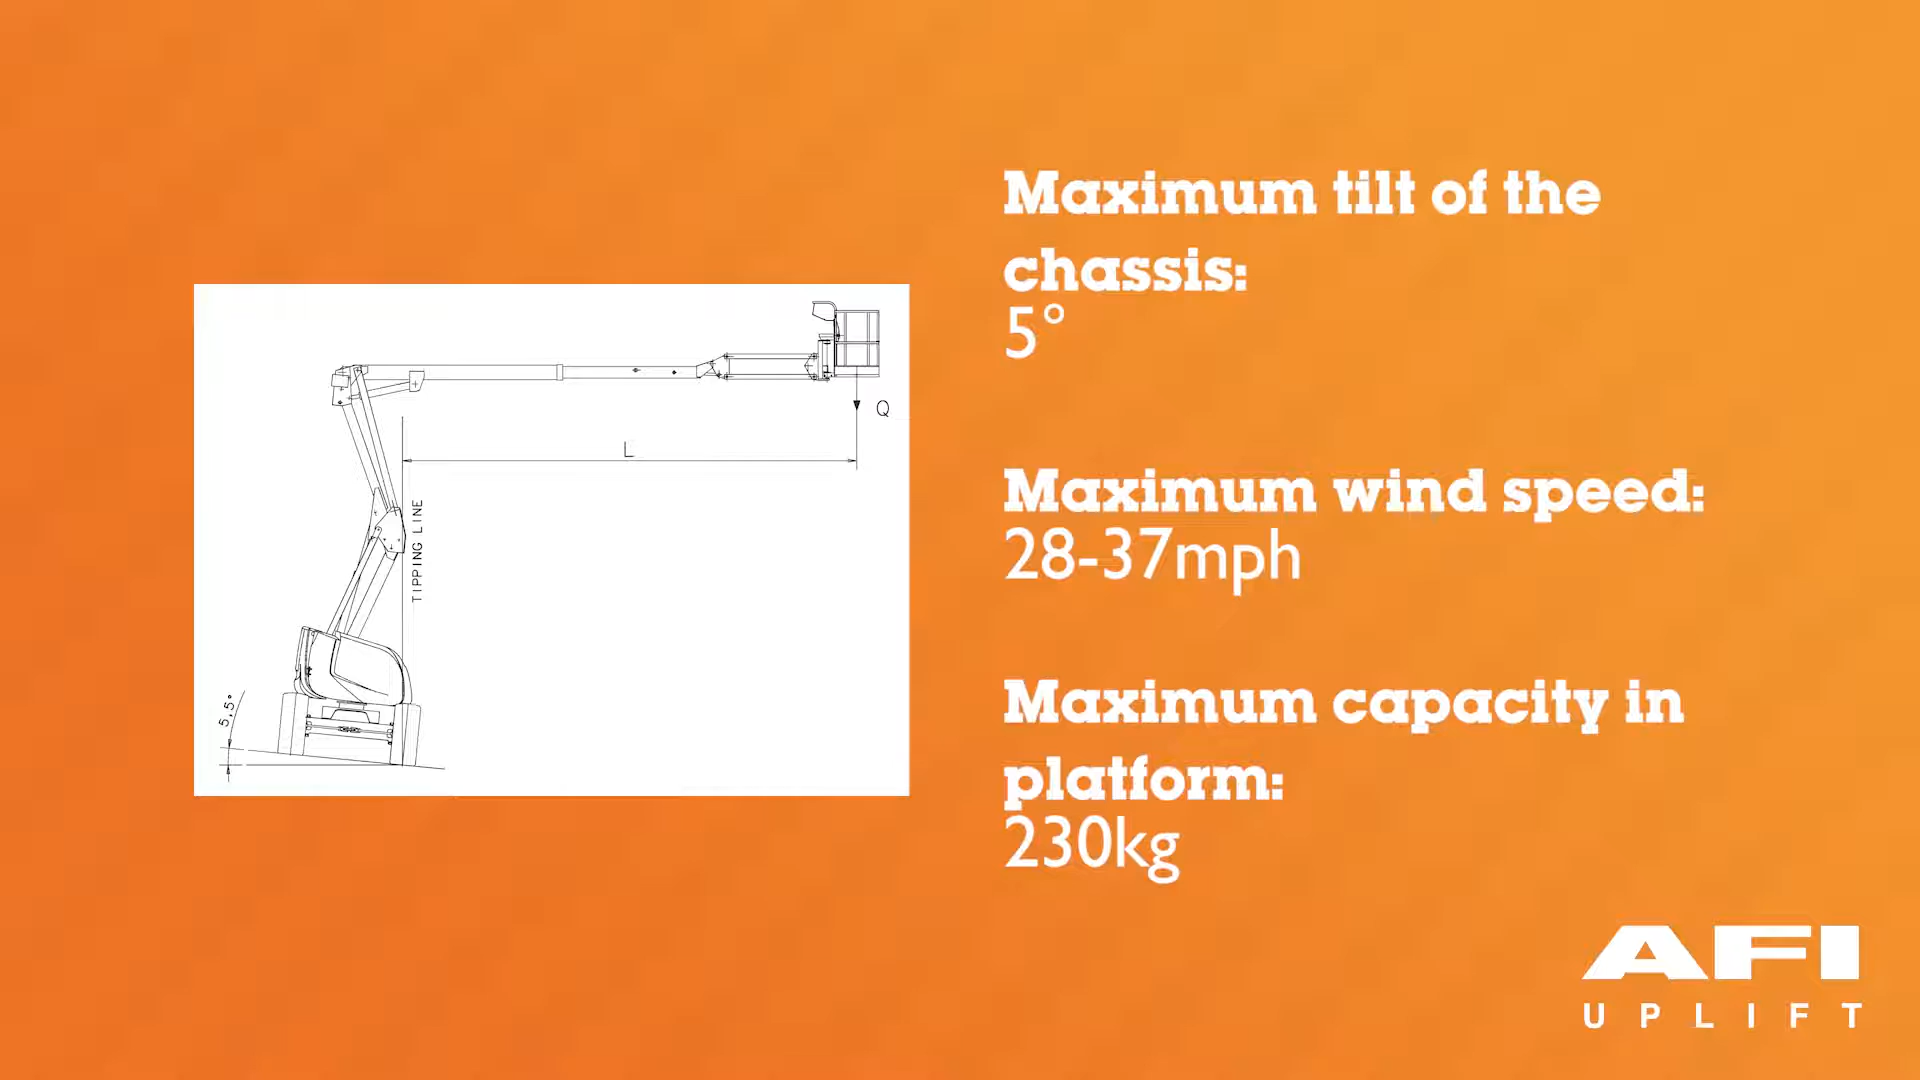 Maximum tilt of the
chassis:
5°
Maximum wind speed:
28-37mph
Maximum capacity in
platform:
230kg
Q
L
TIPPING LINE
5,5°
AFI
UPLIFT